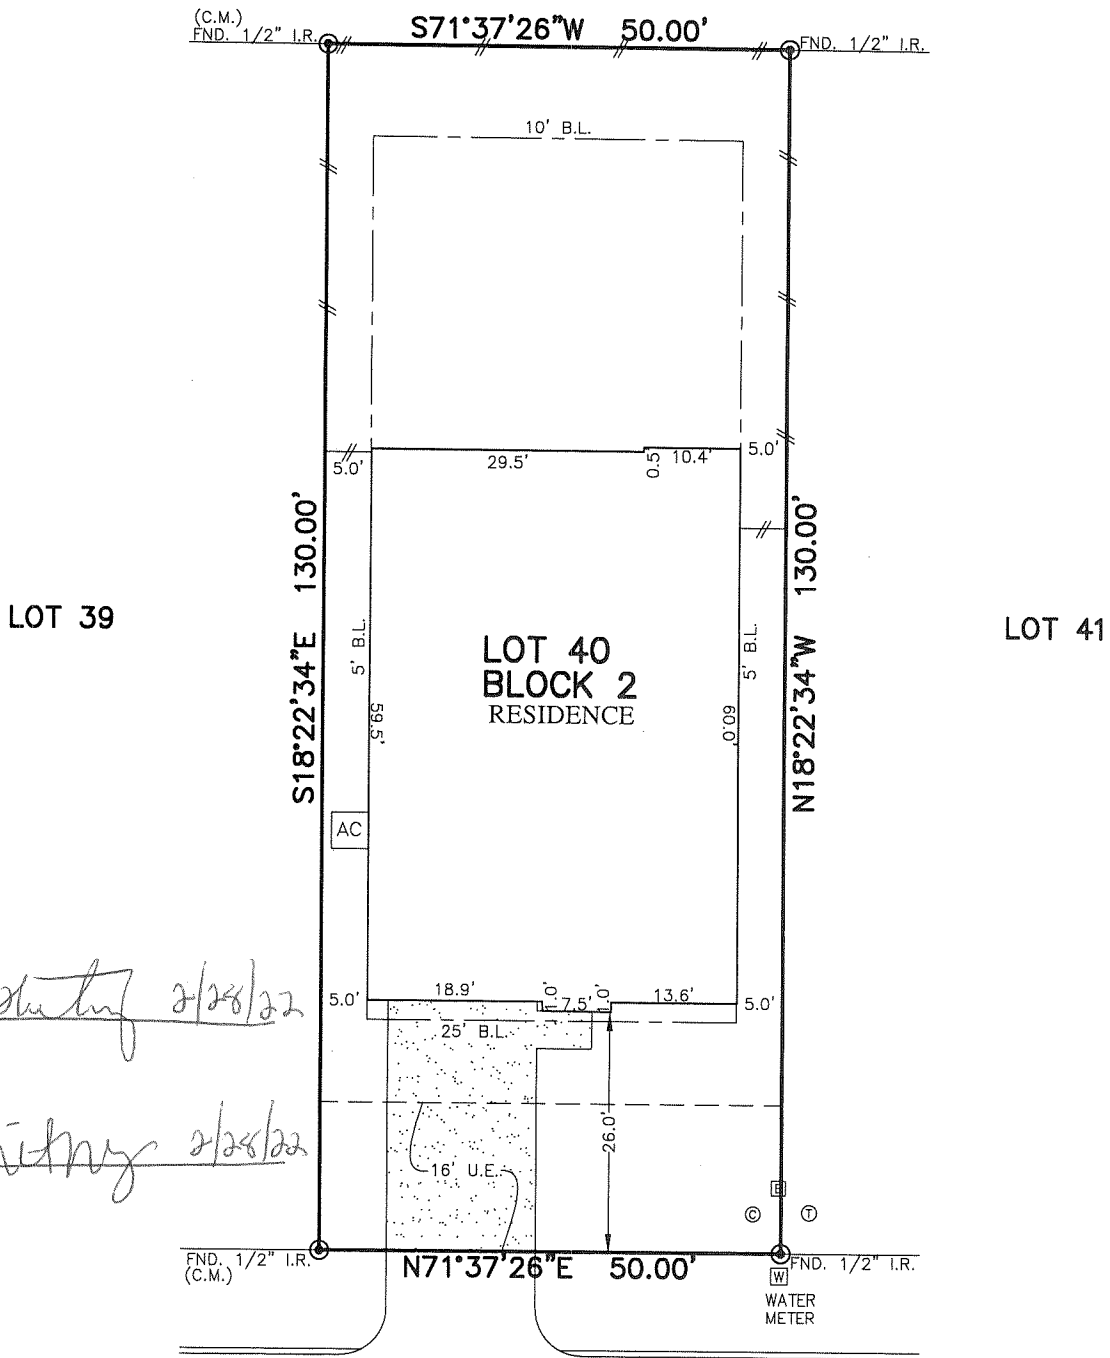 (C.M.)
FND. 1/2" I.R.
S71°37'26"W 50.00'
FND. 1/2" I.R.
10' B.L.
5.0'
29.5'
0.5'
10.4'
5.0'
S18°22'34"E 130.00'
N18°22'34"W 130.00'
LOT 39
LOT 41
5' B.L.
5' B.L.
LOT 40
BLOCK 2
RESIDENCE
59.5'
60.0'
AC
2/28/22
5.0'
18.9'
1.0'
7.5'
1.0'
13.6'
5.0'
25' B.L.
26.0'
2/28/22
16' U.E.
E
C
T
FND. 1/2" I.R.
(C.M.)
N71°37'26"E 50.00'
FND. 1/2" I.R.
W
WATER
METER